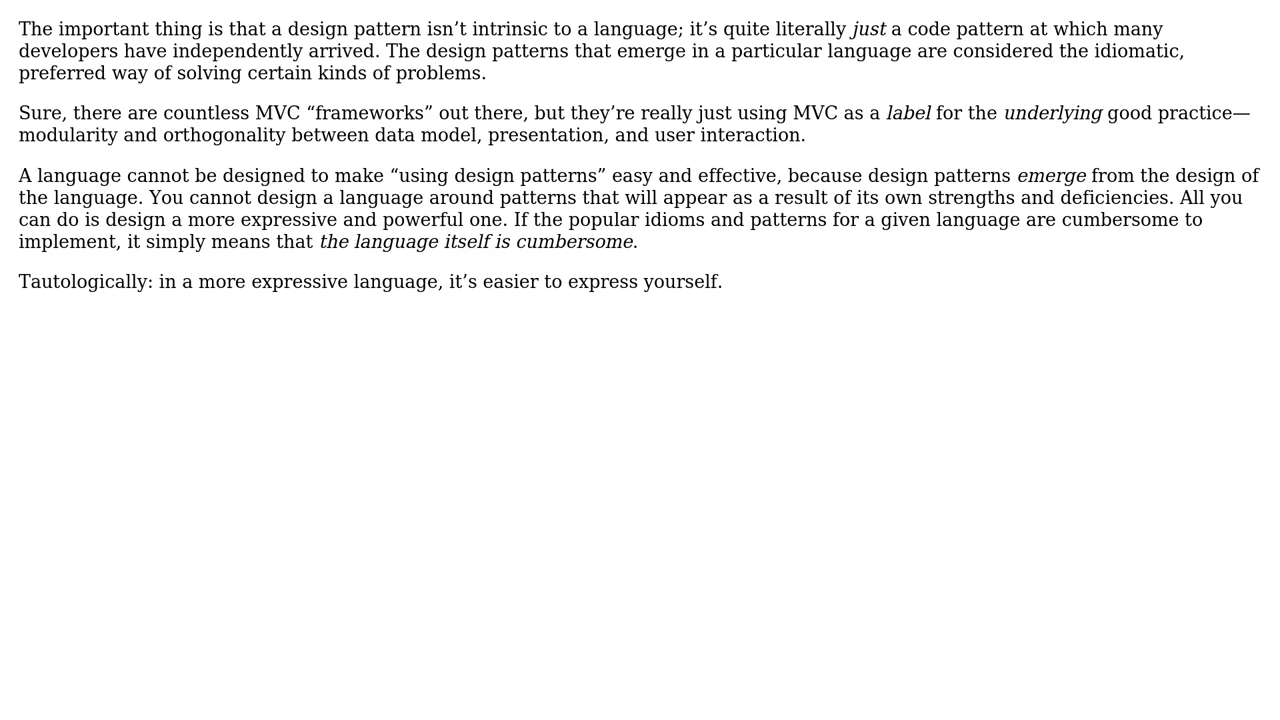 The important thing is that a design pattern isn’t intrinsic to a language; it’s quite literally just a code pattern at which many
developers have independently arrived. The design patterns that emerge in a particular language are considered the idiomatic,
preferred way of solving certain kinds of problems.
Sure, there are countless MVC “frameworks” out there, but they’re really just using MVC as a label for the underlying good practice—
modularity and orthogonality between data model, presentation, and user interaction.
A language cannot be designed to make “using design patterns” easy and effective, because design patterns emerge from the design of
the language. You cannot design a language around patterns that will appear as a result of its own strengths and deficiencies. All you
can do is design a more expressive and powerful one. If the popular idioms and patterns for a given language are cumbersome to
implement, it simply means that the language itself is cumbersome.
Tautologically: in a more expressive language, it’s easier to express yourself.